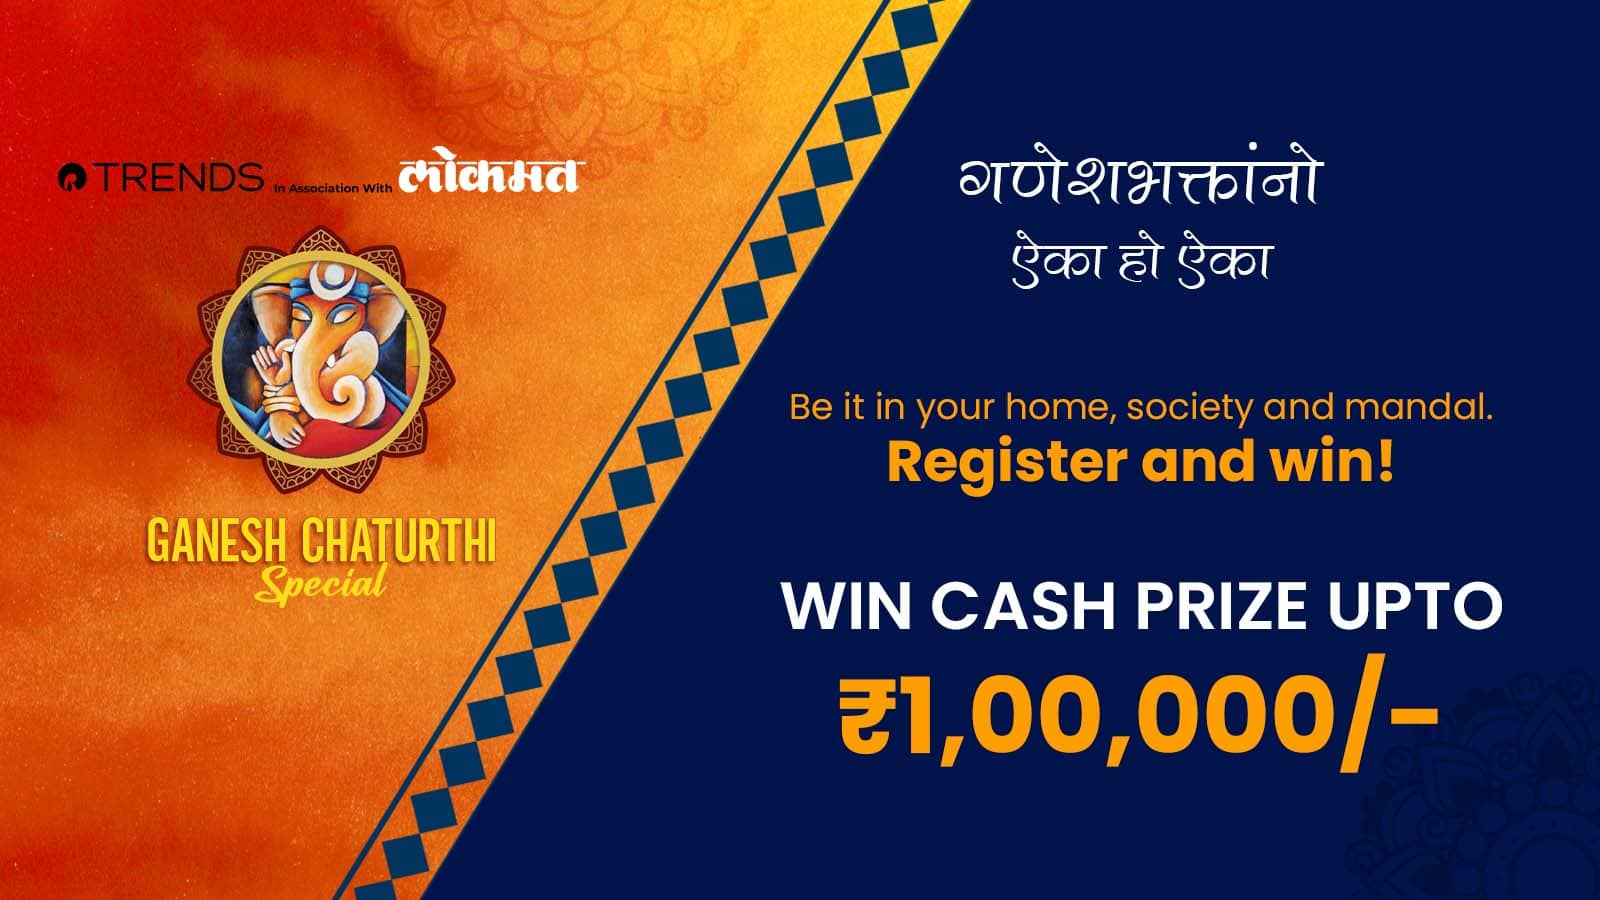 TRENDS In Association With लोकमत
GANESH CHATURTHI
Special
गणेशभक्तांनो
ऐका हो ऐका
Be it in your home, society and mandal.
Register and win!
WIN CASH PRIZE UPTO
₹1,00,000/-